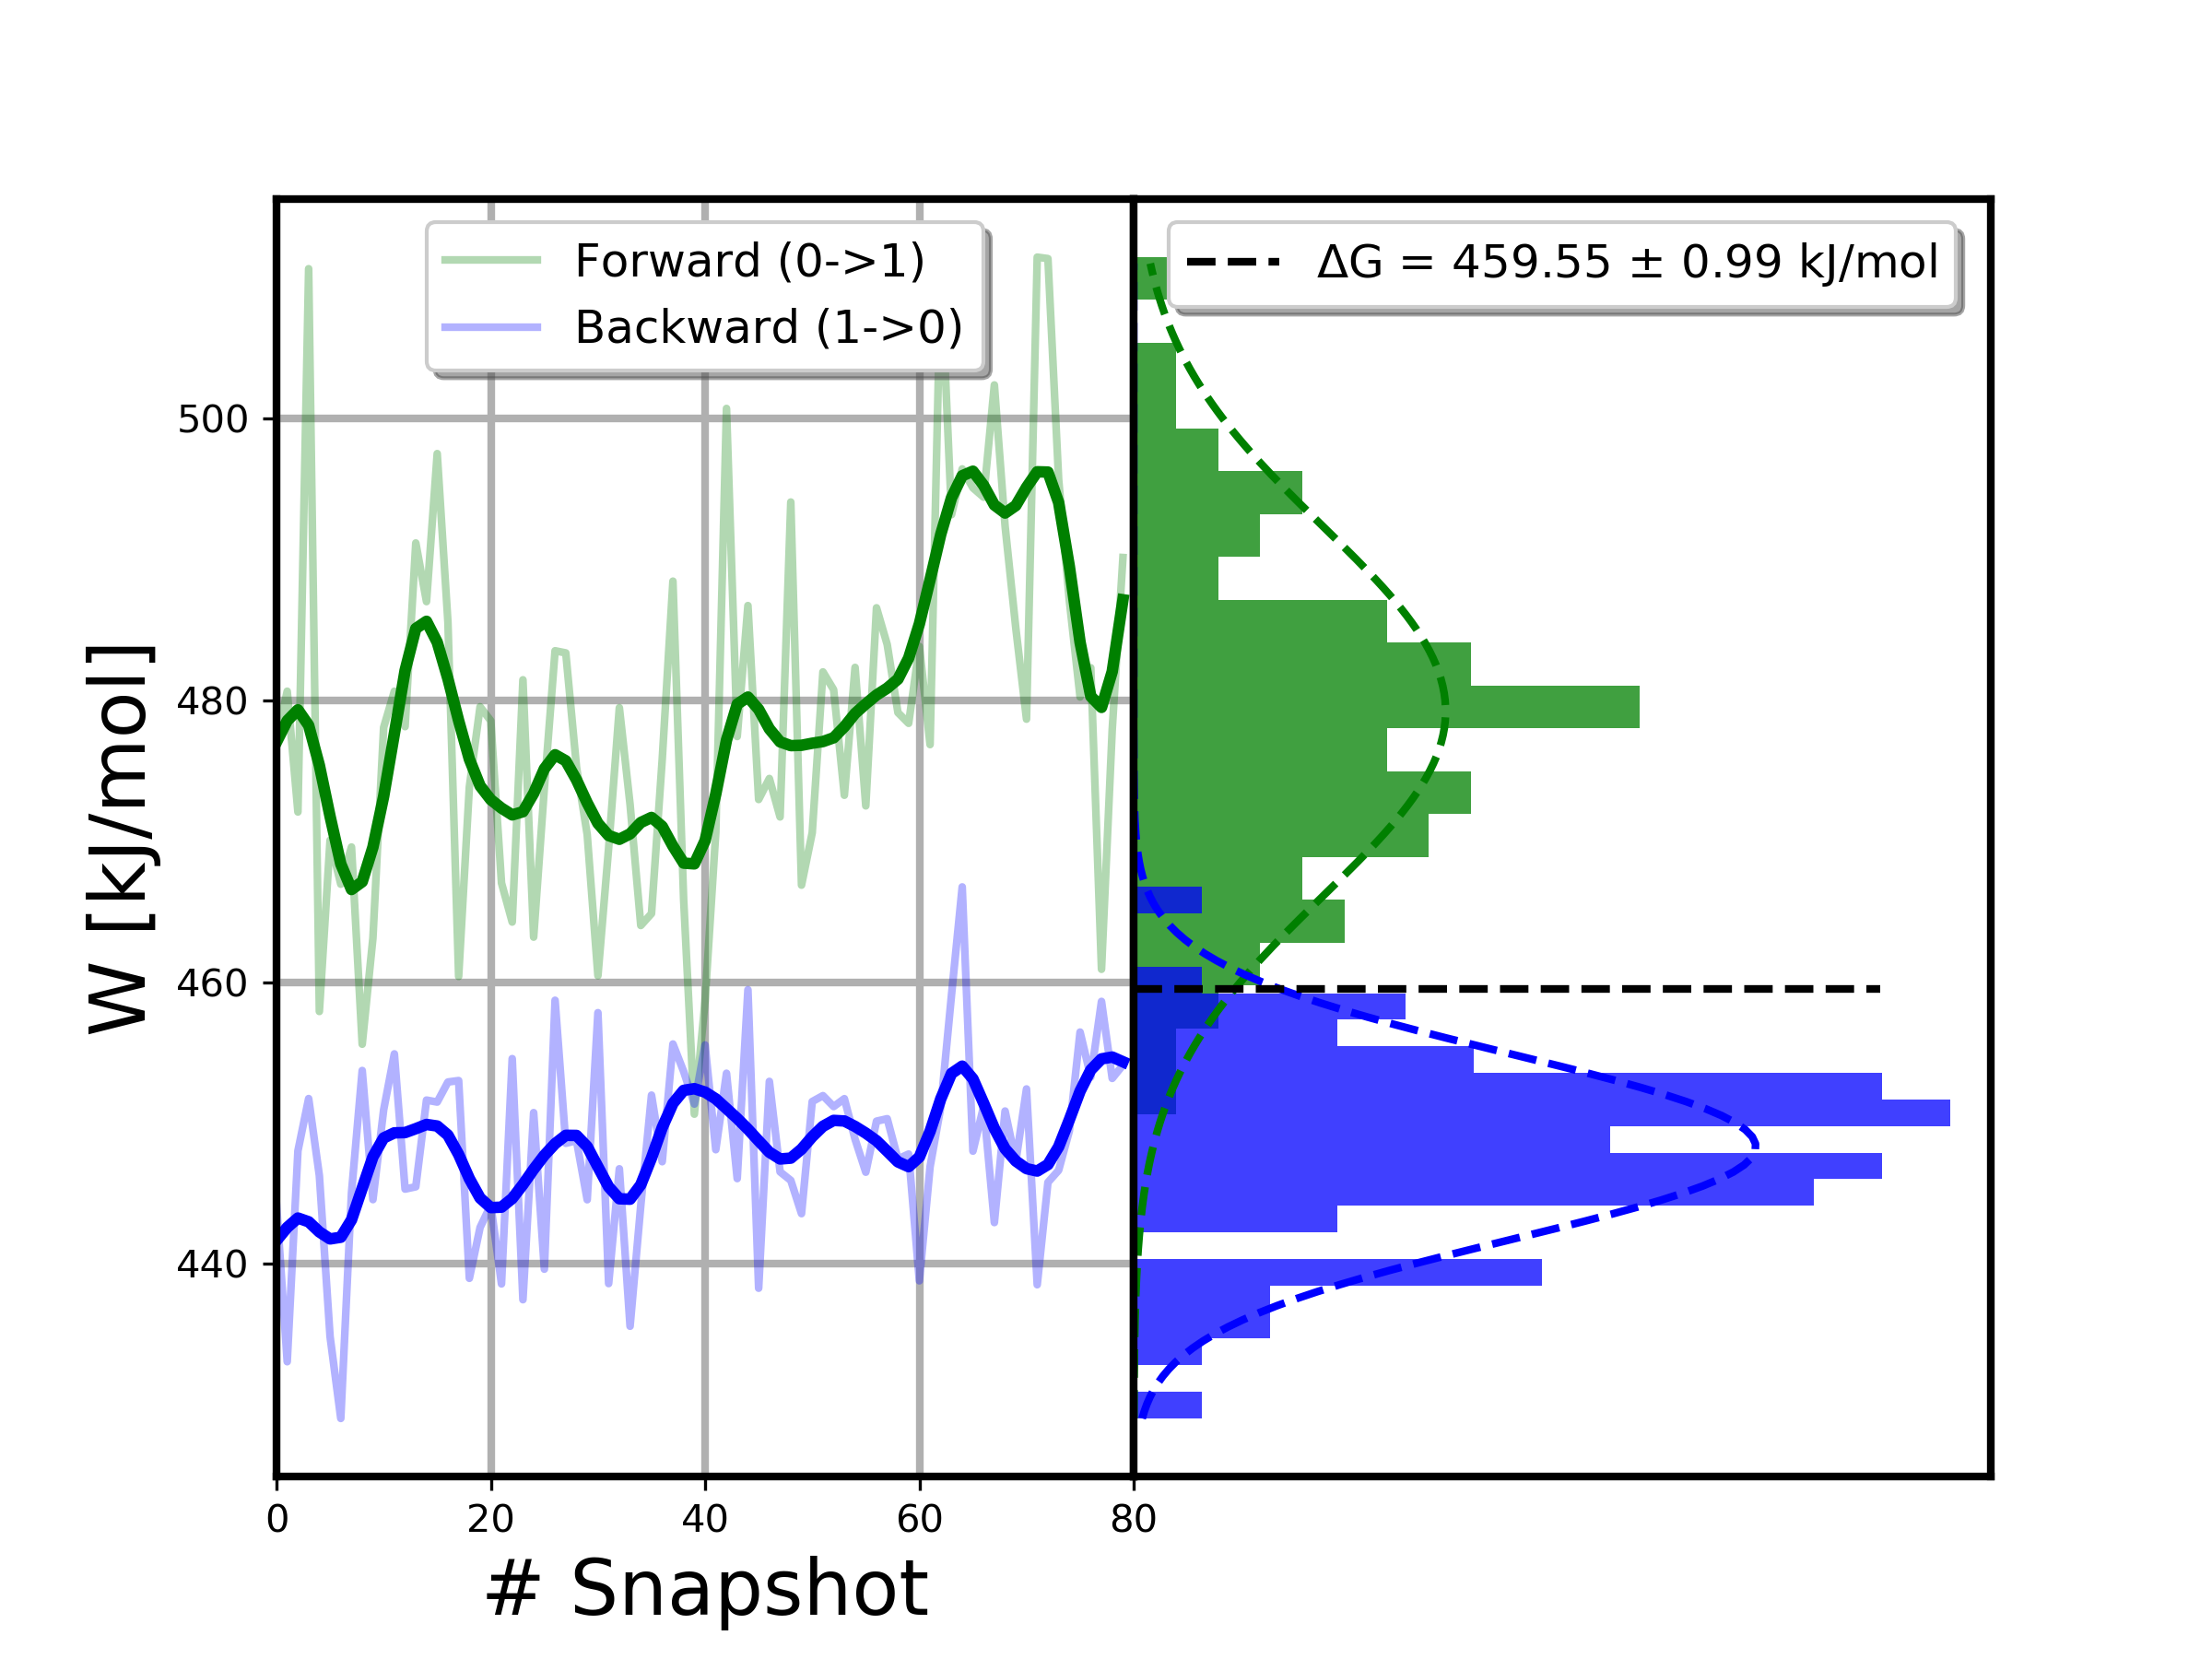 Forward (0->1)
Backward (1->0)
ΔG = 459.55 ± 0.99 kJ/mol
W [kJ/mol]
500
480
460
440
0 20 40 60 80
# Snapshot